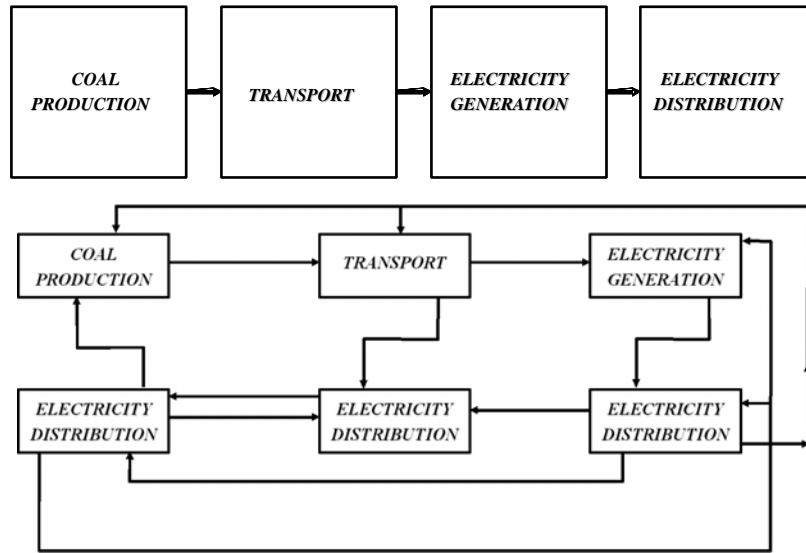 COAL
PRODUCTION
TRANSPORT
ELECTRICITY
GENERATION
ELECTRICITY
DISTRIBUTION
COAL
PRODUCTION
TRANSPORT
ELECTRICITY
GENERATION
ELECTRICITY
DISTRIBUTION
ELECTRICITY
DISTRIBUTION
ELECTRICITY
DISTRIBUTION